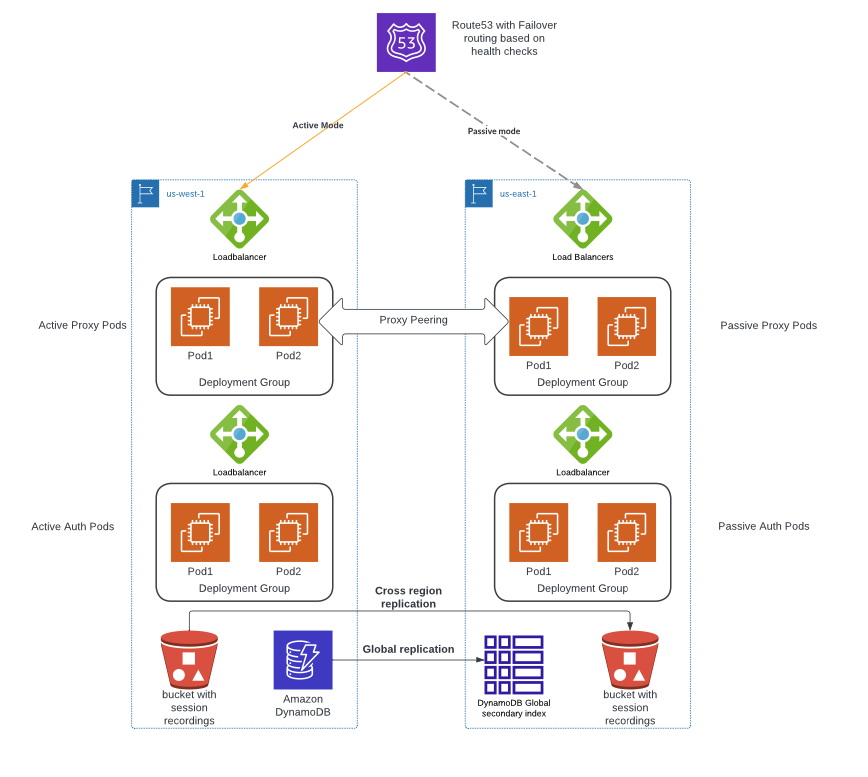 53
Route53 with Failover
routing based on
health checks
Active Mode
Passive mode
us-west-1
us-east-1
Loadbalancer
Load Balancers
Active Proxy Pods
Pod1
Pod2
Deployment Group
Proxy Peering
Pod1
Pod2
Deployment Group
Passive Proxy Pods
Loadbalancer
Loadbalancer
Active Auth Pods
Pod1
Pod2
Deployment Group
Pod1
Pod2
Deployment Group
Passive Auth Pods
Cross region
replication
Global replication
bucket with
session
recordings
Amazon
DynamoDB
DynamoDB Global
secondary index
bucket with
session
recordings